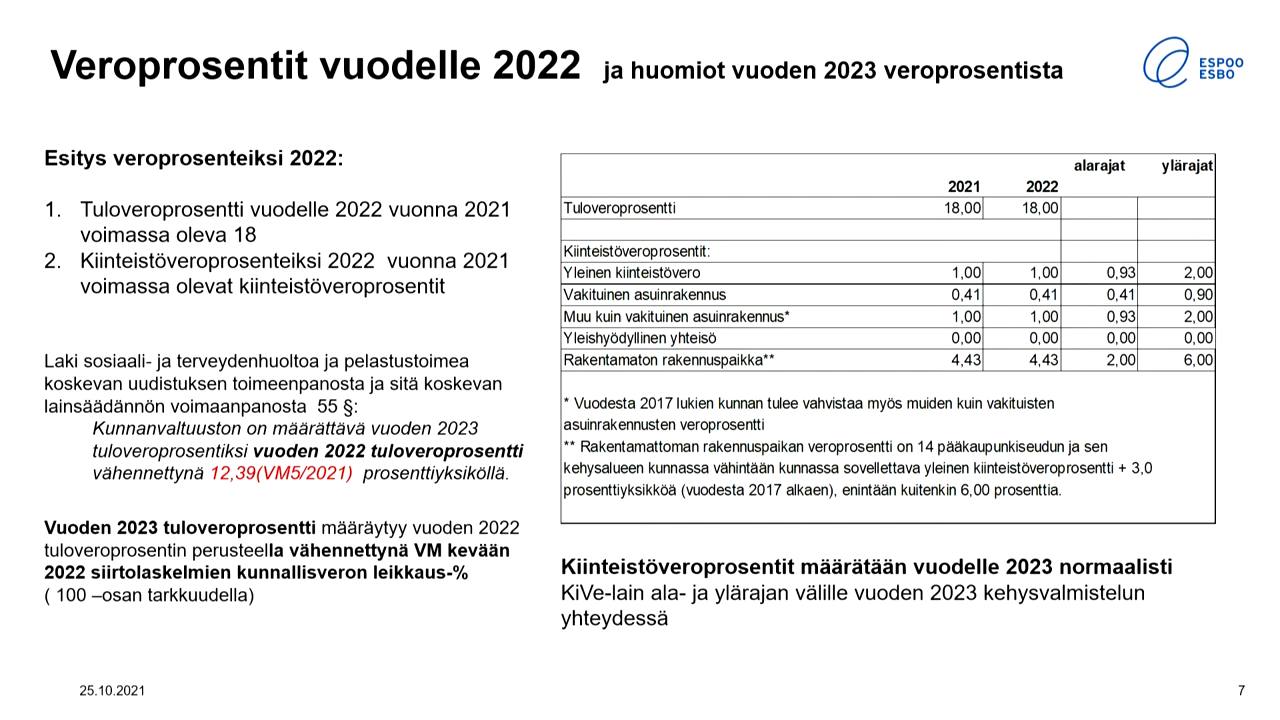 Veroprosentit vuodelle 2022 ja huomiot vuoden 2023 veroprosentista
ESPOO
ESBO
Esitys veroprosenteiksi 2022:
1. Tuloveroprosentti vuodelle 2022 vuonna 2021
voimassa oleva 18
2. Kiinteistöveroprosenteiksi 2022 vuonna 2021
voimassa olevat kiinteistöveroprosentit
Laki sosiaali- ja terveydenhuoltoa ja pelastustoimea
koskevan uudistuksen toimeenpanosta ja sitä koskevan
lainsäädännön voimaanpanosta 55 §:
Kunnanvaltuuston on määrättävä vuoden 2023
tuloveroprosentiksi vuoden 2022 tuloveroprosentti
vähennettynä 12,39(VM5/2021) prosenttiyksiköllä.
Vuoden 2023 tuloveroprosentti määräytyy vuoden 2022
tuloveroprosentin perusteella vähennettynä VM kevään
2022 siirtolaskelmien kunnallisveron leikkaus-%
( 100 –osan tarkkuudella)
alarajat ylärajat
2021 2022
Tuloveroprosentti 18,00 18,00
Kiinteistöveroprosentit:
Yleinen kiinteistövero 1,00 1,00 0,93 2,00
Vakituinen asuinrakennus 0,41 0,41 0,41 0,90
Muu kuin vakituinen asuinrakennus* 1,00 1,00 0,93 2,00
Yleishyödyllinen yhteisö 0,00 0,00 0,00 0,00
Rakentamaton rakennuspaikka** 4,43 4,43 2,00 6,00
* Vuodesta 2017 lukien kunnan tulee vahvistaa myös muiden kuin vakituisten
asuinrakennusten veroprosentti
** Rakentamattoman rakennuspaikan veroprosentti on 14 pääkaupunkiseudun ja sen
kehysalueen kunnassa vähintään kunnassa sovellettava yleinen kiinteistöveroprosentti + 3,0
prosenttiyksikköä (vuodesta 2017 alkaen), enintään kuitenkin 6,00 prosenttia.
Kiinteistöveroprosentit määrätään vuodelle 2023 normaalisti
KiVe-lain ala- ja ylärajan välille vuoden 2023 kehysvalmistelun
yhteydessä
25.10.2021
7